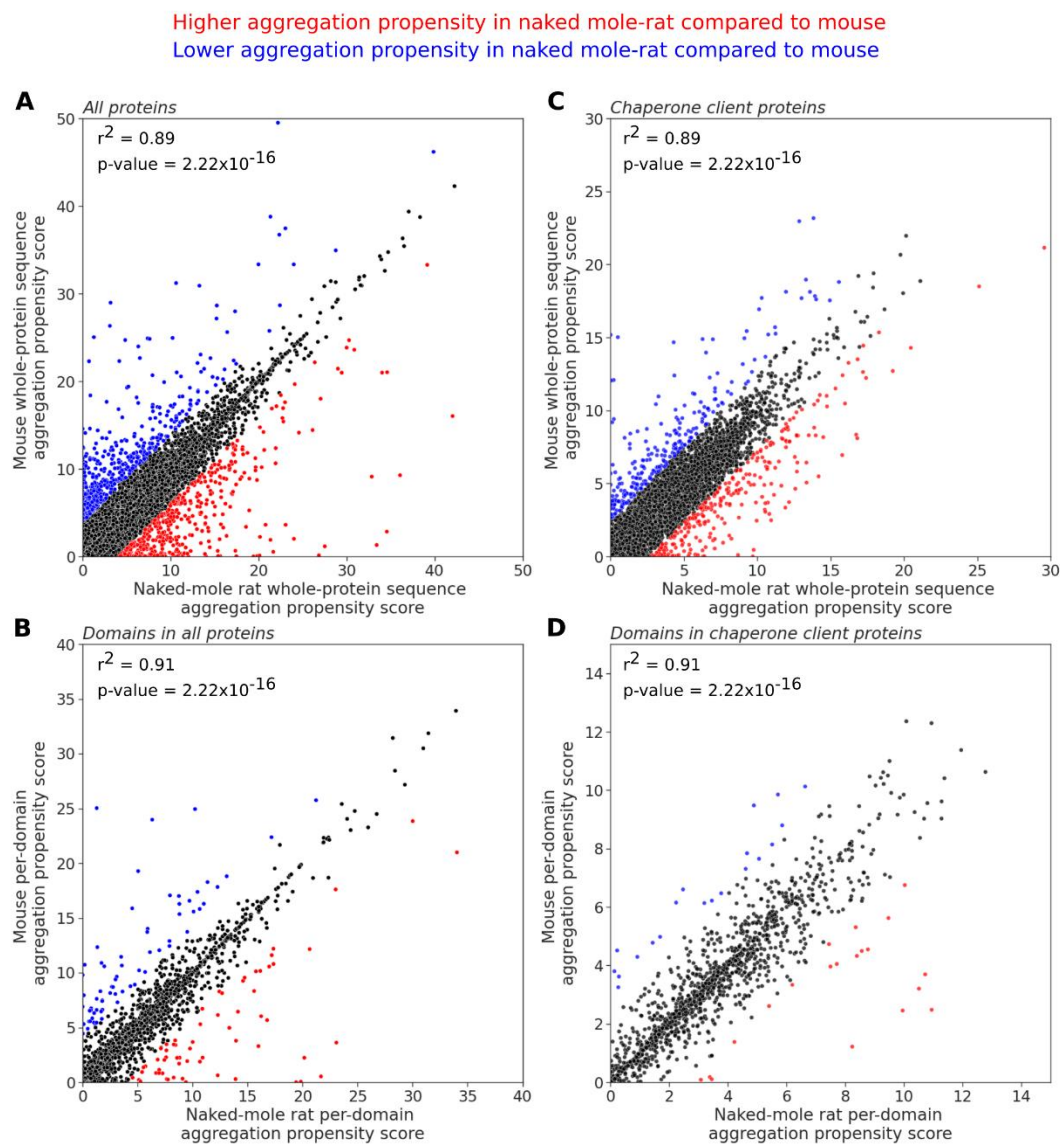 Higher aggregation propensity in naked mole-rat compared to mouse
Lower aggregation propensity in naked mole-rat compared to mouse
A
All proteins
r² = 0.89
p-value = 2.22x10⁻¹⁶
50
40
30
20
10
0
Mouse whole-protein sequence
aggregation propensity score
0 10 20 30 40 50
Naked-mole rat whole-protein sequence
aggregation propensity score
C
Chaperone client proteins
r² = 0.89
p-value = 2.22x10⁻¹⁶
30
25
20
15
10
5
0
Mouse whole-protein sequence
aggregation propensity score
0 5 10 15 20 25 30
Naked-mole rat whole-protein sequence
aggregation propensity score
B
Domains in all proteins
r² = 0.91
p-value = 2.22x10⁻¹⁶
40
35
30
25
20
15
10
5
0
Mouse per-domain
aggregation propensity score
0 5 10 15 20 25 30 35 40
Naked-mole rat per-domain
aggregation propensity score
D
Domains in chaperone client proteins
r² = 0.91
p-value = 2.22x10⁻¹⁶
14
12
10
8
6
4
2
0
Mouse per-domain
aggregation propensity score
0 2 4 6 8 10 12 14
Naked-mole rat per-domain
aggregation propensity score